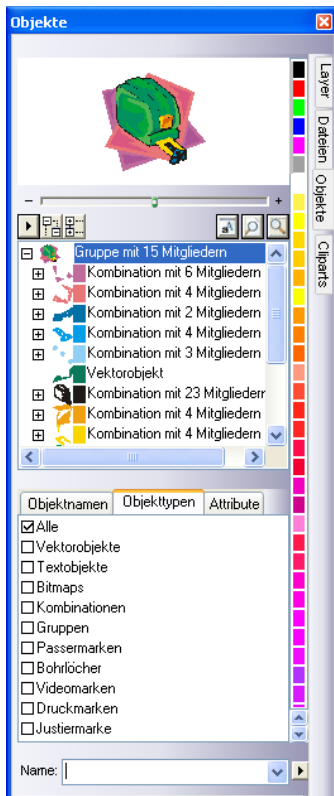 Objekte
Layer
Dateien
Objekte
Cliparts
- +
Gruppe mit 15 Mitgliedern
Kombination mit 6 Mitgliedern
Kombination mit 4 Mitgliedern
Kombination mit 2 Mitgliedern
Kombination mit 4 Mitgliedern
Kombination mit 3 Mitgliedern
Vektorobjekt
Kombination mit 23 Mitgliedern
Kombination mit 4 Mitgliedern
Kombination mit 4 Mitgliedern
Objektnamen Objekttypen Attribute
Alle
Vektorobjekte
Textobjekte
Bitmaps
Kombinationen
Gruppen
Passermarken
Bohrlöcher
Videomarken
Druckmarken
Justiermarke
Name: